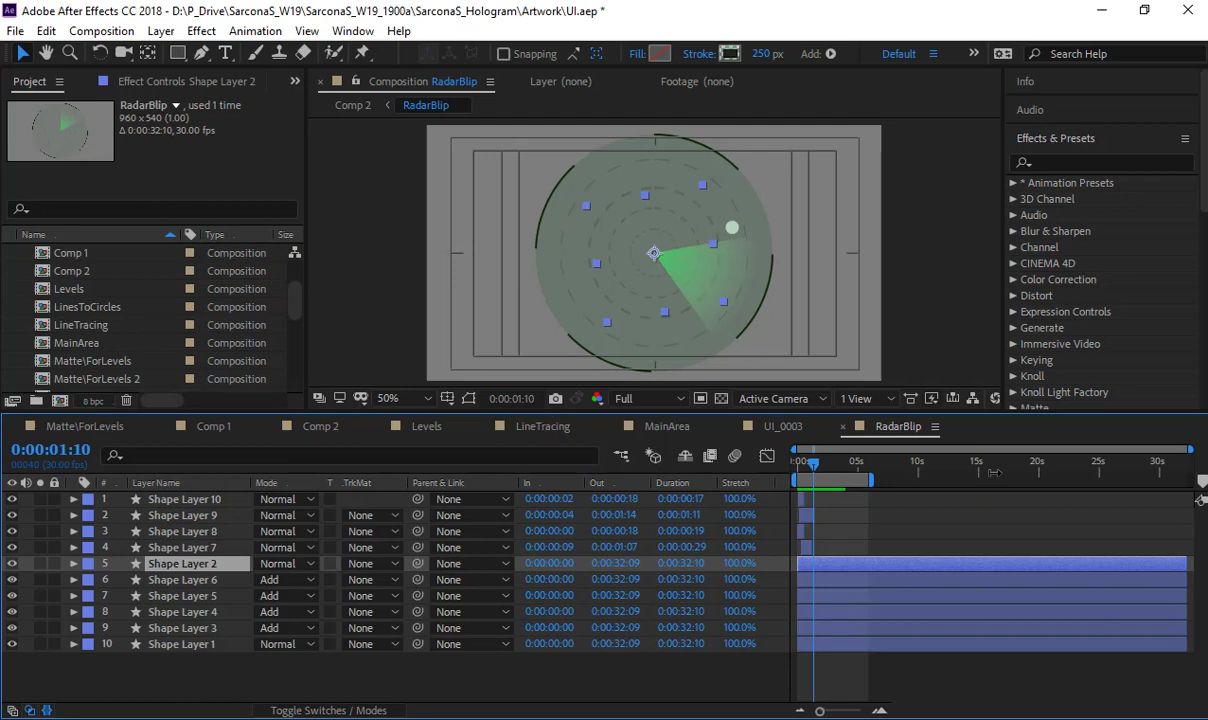 Adobe After Effects CC 2018 - D:\P_Drive\SarconaS_W19\SarconaS_W19_1900a\SarconaS_Hologram\Artwork\UI.aep *
File Edit Composition Layer Effect Animation View Window Help
Snapping Fill: Stroke: 250 px Add: Default Search Help
Project Effect Controls Shape Layer 2 Composition RadarBlip Layer (none) Footage (none) Info
RadarBlip , used 1 time
960 x 540 (1.00)
Δ 0:00:32:10, 30.00 fps
Comp 2 RadarBlip
Audio
Effects & Presets
* Animation Presets
3D Channel
Audio
Blur & Sharpen
Channel
CINEMA 4D
Color Correction
Distort
Expression Controls
Generate
Immersive Video
Keying
Knoll
Knoll Light Factory
Matte
Name Type Size
Comp 1 Composition
Comp 2 Composition
Levels Composition
LinesToCircles Composition
LineTracing Composition
MainArea Composition
Matte\ForLevels Composition
Matte\ForLevels 2 Composition
8 bpc
50% 0:00:01:10 Full Active Camera 1 View
Matte\ForLevels Comp 1 Comp 2 Levels LineTracing MainArea UI_0003 RadarBlip
0:00:01:10
00040 (30.00 fps)
:00s 05s 10s 15s 20s 25s 30s
# Layer Name Mode T .TrkMat Parent & Link In Out Duration Stretch
1 Shape Layer 10 Normal None 0:00:00:02 0:00:00:18 0:00:00:17 100.0%
2 Shape Layer 9 Normal None None 0:00:00:04 0:00:01:14 0:00:01:11 100.0%
3 Shape Layer 8 Normal None None 0:00:00:00 0:00:00:18 0:00:00:19 100.0%
4 Shape Layer 7 Normal None None 0:00:00:09 0:00:01:07 0:00:00:29 100.0%
5 Shape Layer 2 Normal None None 0:00:00:00 0:00:32:09 0:00:32:10 100.0%
6 Shape Layer 6 Add None None 0:00:00:00 0:00:32:09 0:00:32:10 100.0%
7 Shape Layer 5 Add None None 0:00:00:00 0:00:32:09 0:00:32:10 100.0%
8 Shape Layer 4 Add None None 0:00:00:00 0:00:32:09 0:00:32:10 100.0%
9 Shape Layer 3 Add None None 0:00:00:00 0:00:32:09 0:00:32:10 100.0%
10 Shape Layer 1 Normal None None 0:00:00:00 0:00:32:09 0:00:32:10 100.0%
Toggle Switches / Modes